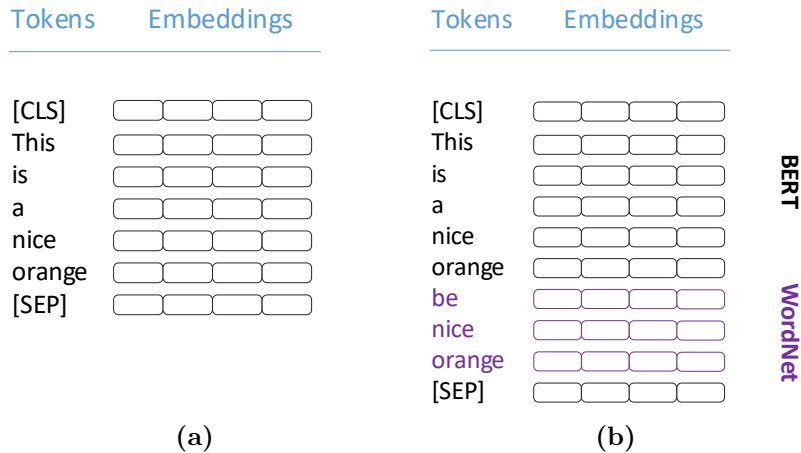 Tokens Embeddings
[CLS]
This
is
a
nice
orange
[SEP]
(a)
Tokens Embeddings
[CLS]
This
is
a
nice
orange
be
nice
orange
[SEP]
BERT
WordNet
(b)